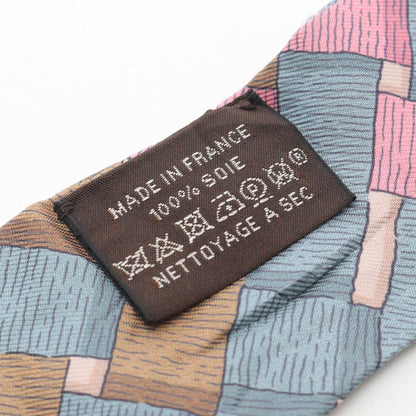 MADE IN FRANCE
100% SOIE
P
NETTOYAGE A SEC